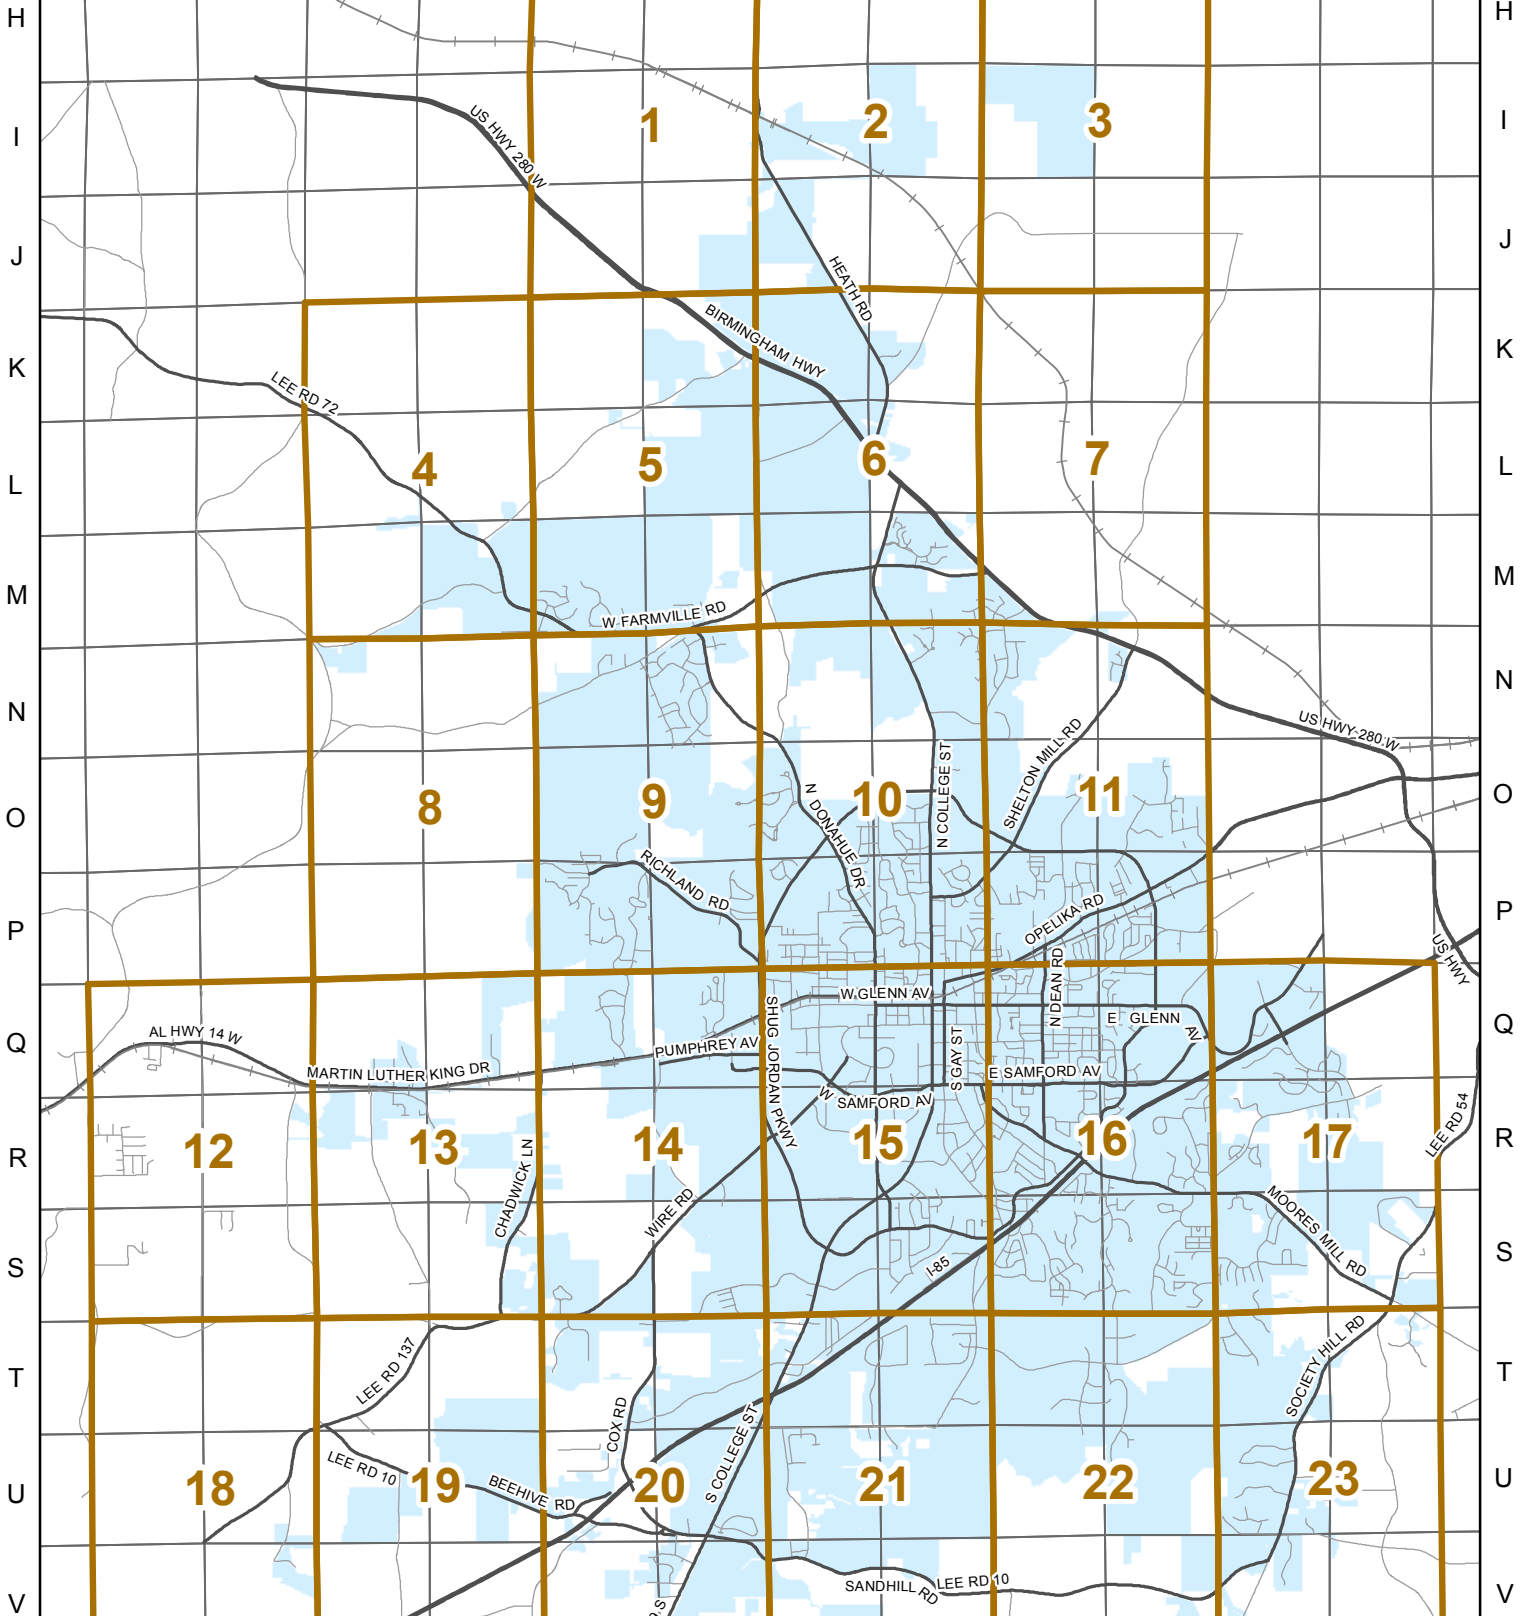 H
H
I
1
2
3
I
US HWY 280 W
J
J
HEATH RD
BIRMINGHAM HWY
K
K
LEE RD 72
4
5
6
7
L
L
M
M
W FARMVILLE RD
N
N
US HWY 280 W
SHELTON MILL RD
N COLLEGE ST
N DONAHUE DR
8
9
10
11
O
O
RICHLAND RD
OPELIKA RD
P
P
US HWY
N DEAN RD
W GLENN AV
E GLENN AV
Q
Q
AL HWY 14 W
SHUG JORDAN PKWY
PUMPHREY AV
S GAY ST
MARTIN LUTHER KING DR
E SAMFORD AV
W SAMFORD AV
LEE RD 54
12
13
14
15
16
17
R
R
CHADWICK LN
WIRE RD
MOORES MILL RD
S
S
I-85
SOCIETY HILL RD
LEE RD 137
T
T
COX RD
S COLLEGE ST
LEE RD 10
BEEHIVE RD
18
19
20
21
22
23
U
U
SANDHILL RD
LEE RD 10
V
V